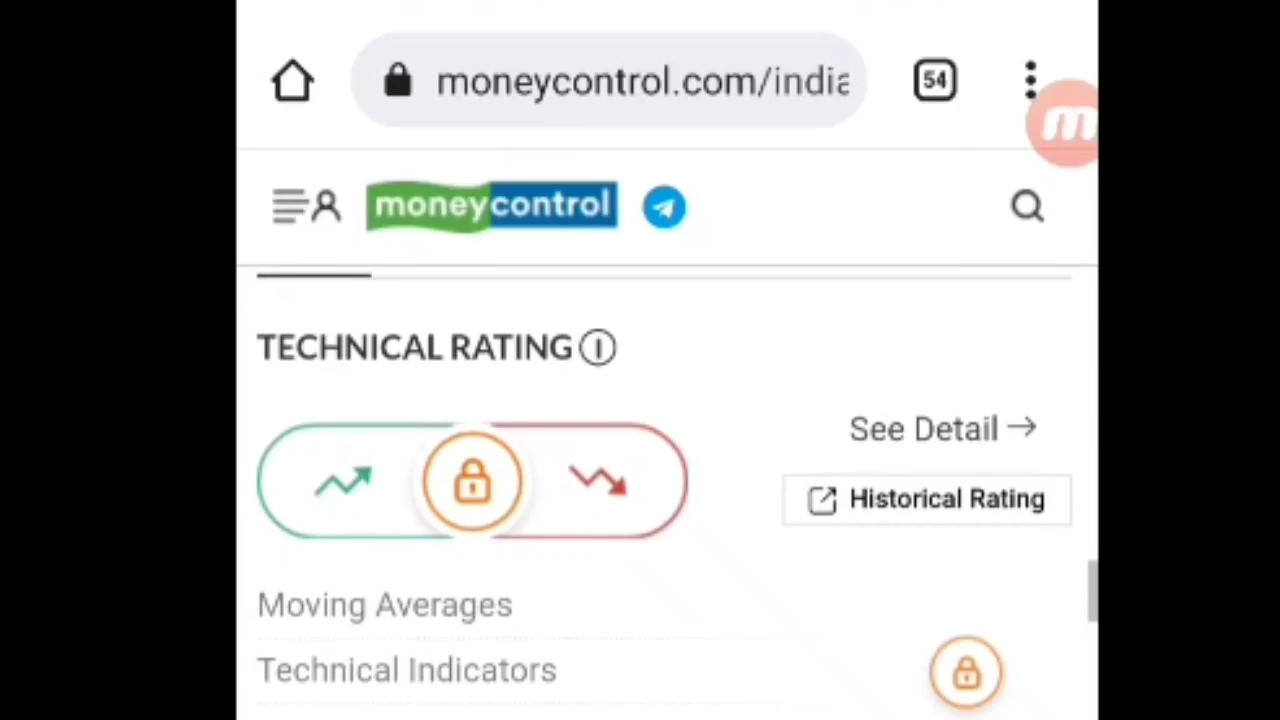 moneycontrol.com/india
54
m
moneycontrol
TECHNICAL RATING
See Detail →
Historical Rating
Moving Averages
Technical Indicators